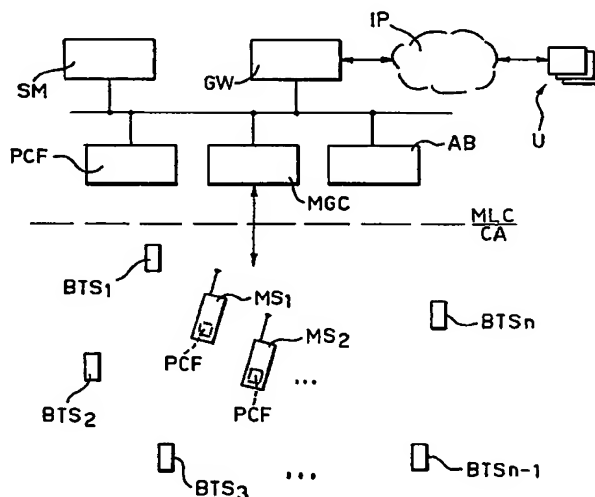 IP
SM
GW
U
PCF
AB
MGC
MLC
CA
BTS1
MS1
BTSn
MS2
PCF
BTS2
PCF
...
BTS3
...
BTSn-1